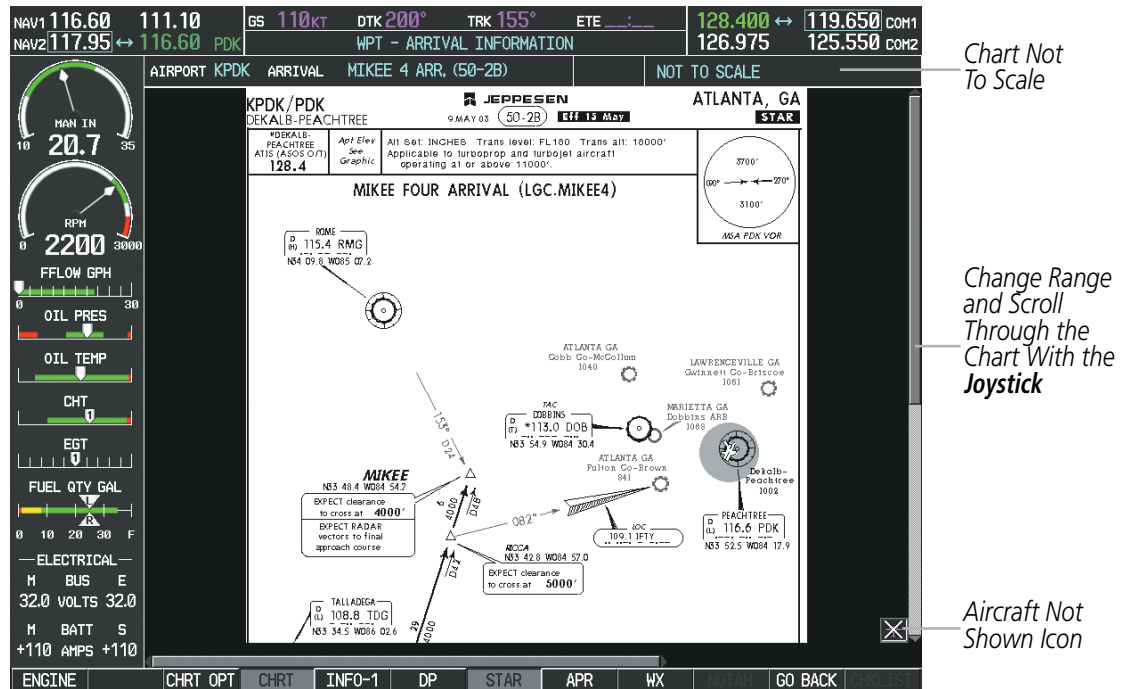 NAV1 116.60 111.10
NAV2 117.95 ↔ 116.60 PDK
GS 110KT DTK 200° TRK 155° ETE __:__
WPT – ARRIVAL INFORMATION
128.400 ↔ 119.650 COM1
126.975 125.550 COM2
AIRPORT KPDK ARRIVAL MIKEE 4 ARR. (50-2B) NOT TO SCALE
Chart Not
To Scale
MAN IN
20.7
10 35
RPM
2200
0 3000
FFLOW GPH
0 30
OIL PRES
OIL TEMP
CHT
1
EGT
1
FUEL QTY GAL
L
R
0 10 20 30 F
ELECTRICAL
M BUS E
32.0 VOLTS 32.0
M BATT S
+110 AMPS +110
KPDK/PDK
DEKALB-PEACHTREE
JEPPESEN
9 MAY 03 50-2B Eff 15 May
ATLANTA, GA
STAR
*DEKALB-
PEACHTREE
ATIS (ASOS O/T)
128.4
Apt Elev
See
Graphic
Alt Set: INCHES Trans level: FL180 Trans alt: 18000'
Applicable to turboprop and turbojet aircraft
operating at or above 11000'.
3700'
090° 270°
3100'
MSA PDK VOR
MIKEE FOUR ARRIVAL (LGC.MIKEE4)
ROME
D
(H) 115.4 RMG
N34 09.8 W085 07.2
ATLANTA GA
Cobb Co-McCollum
1040
LAWRENCEVILLE GA
Gwinnett Co-Briscoe
1061
TAC
DOBBINS
D
(T) *113.0 DOB
N33 54.9 W084 30.4
MARIETTA GA
Dobbins ARB
1068
153° D24
ATLANTA GA
Fulton Co-Brown
841
Dekalb-
Peachtree
1002
MIKEE
N33 48.4 W084 54.7
EXPECT clearance
to cross at 4000'
EXPECT RADAR
vectors to final
approach course
6
4000
D48
082°
LOC
109.1 IFTY
PEACHTREE
D
(L) 116.6 PDK
N33 52.5 W084 17.9
RICCA
N33 42.8 W084 57.0
EXPECT clearance
to cross at 5000'
D42
29
4000
TALLADEGA
D
(L) 108.8 TDG
N33 34.5 W086 02.6
Change Range
and Scroll
Through the
Chart With the
Joystick
Aircraft Not
Shown Icon
ENGINE CHRT OPT CHRT INFO-1 DP STAR APR WX NOTAM GO BACK CHKLIST